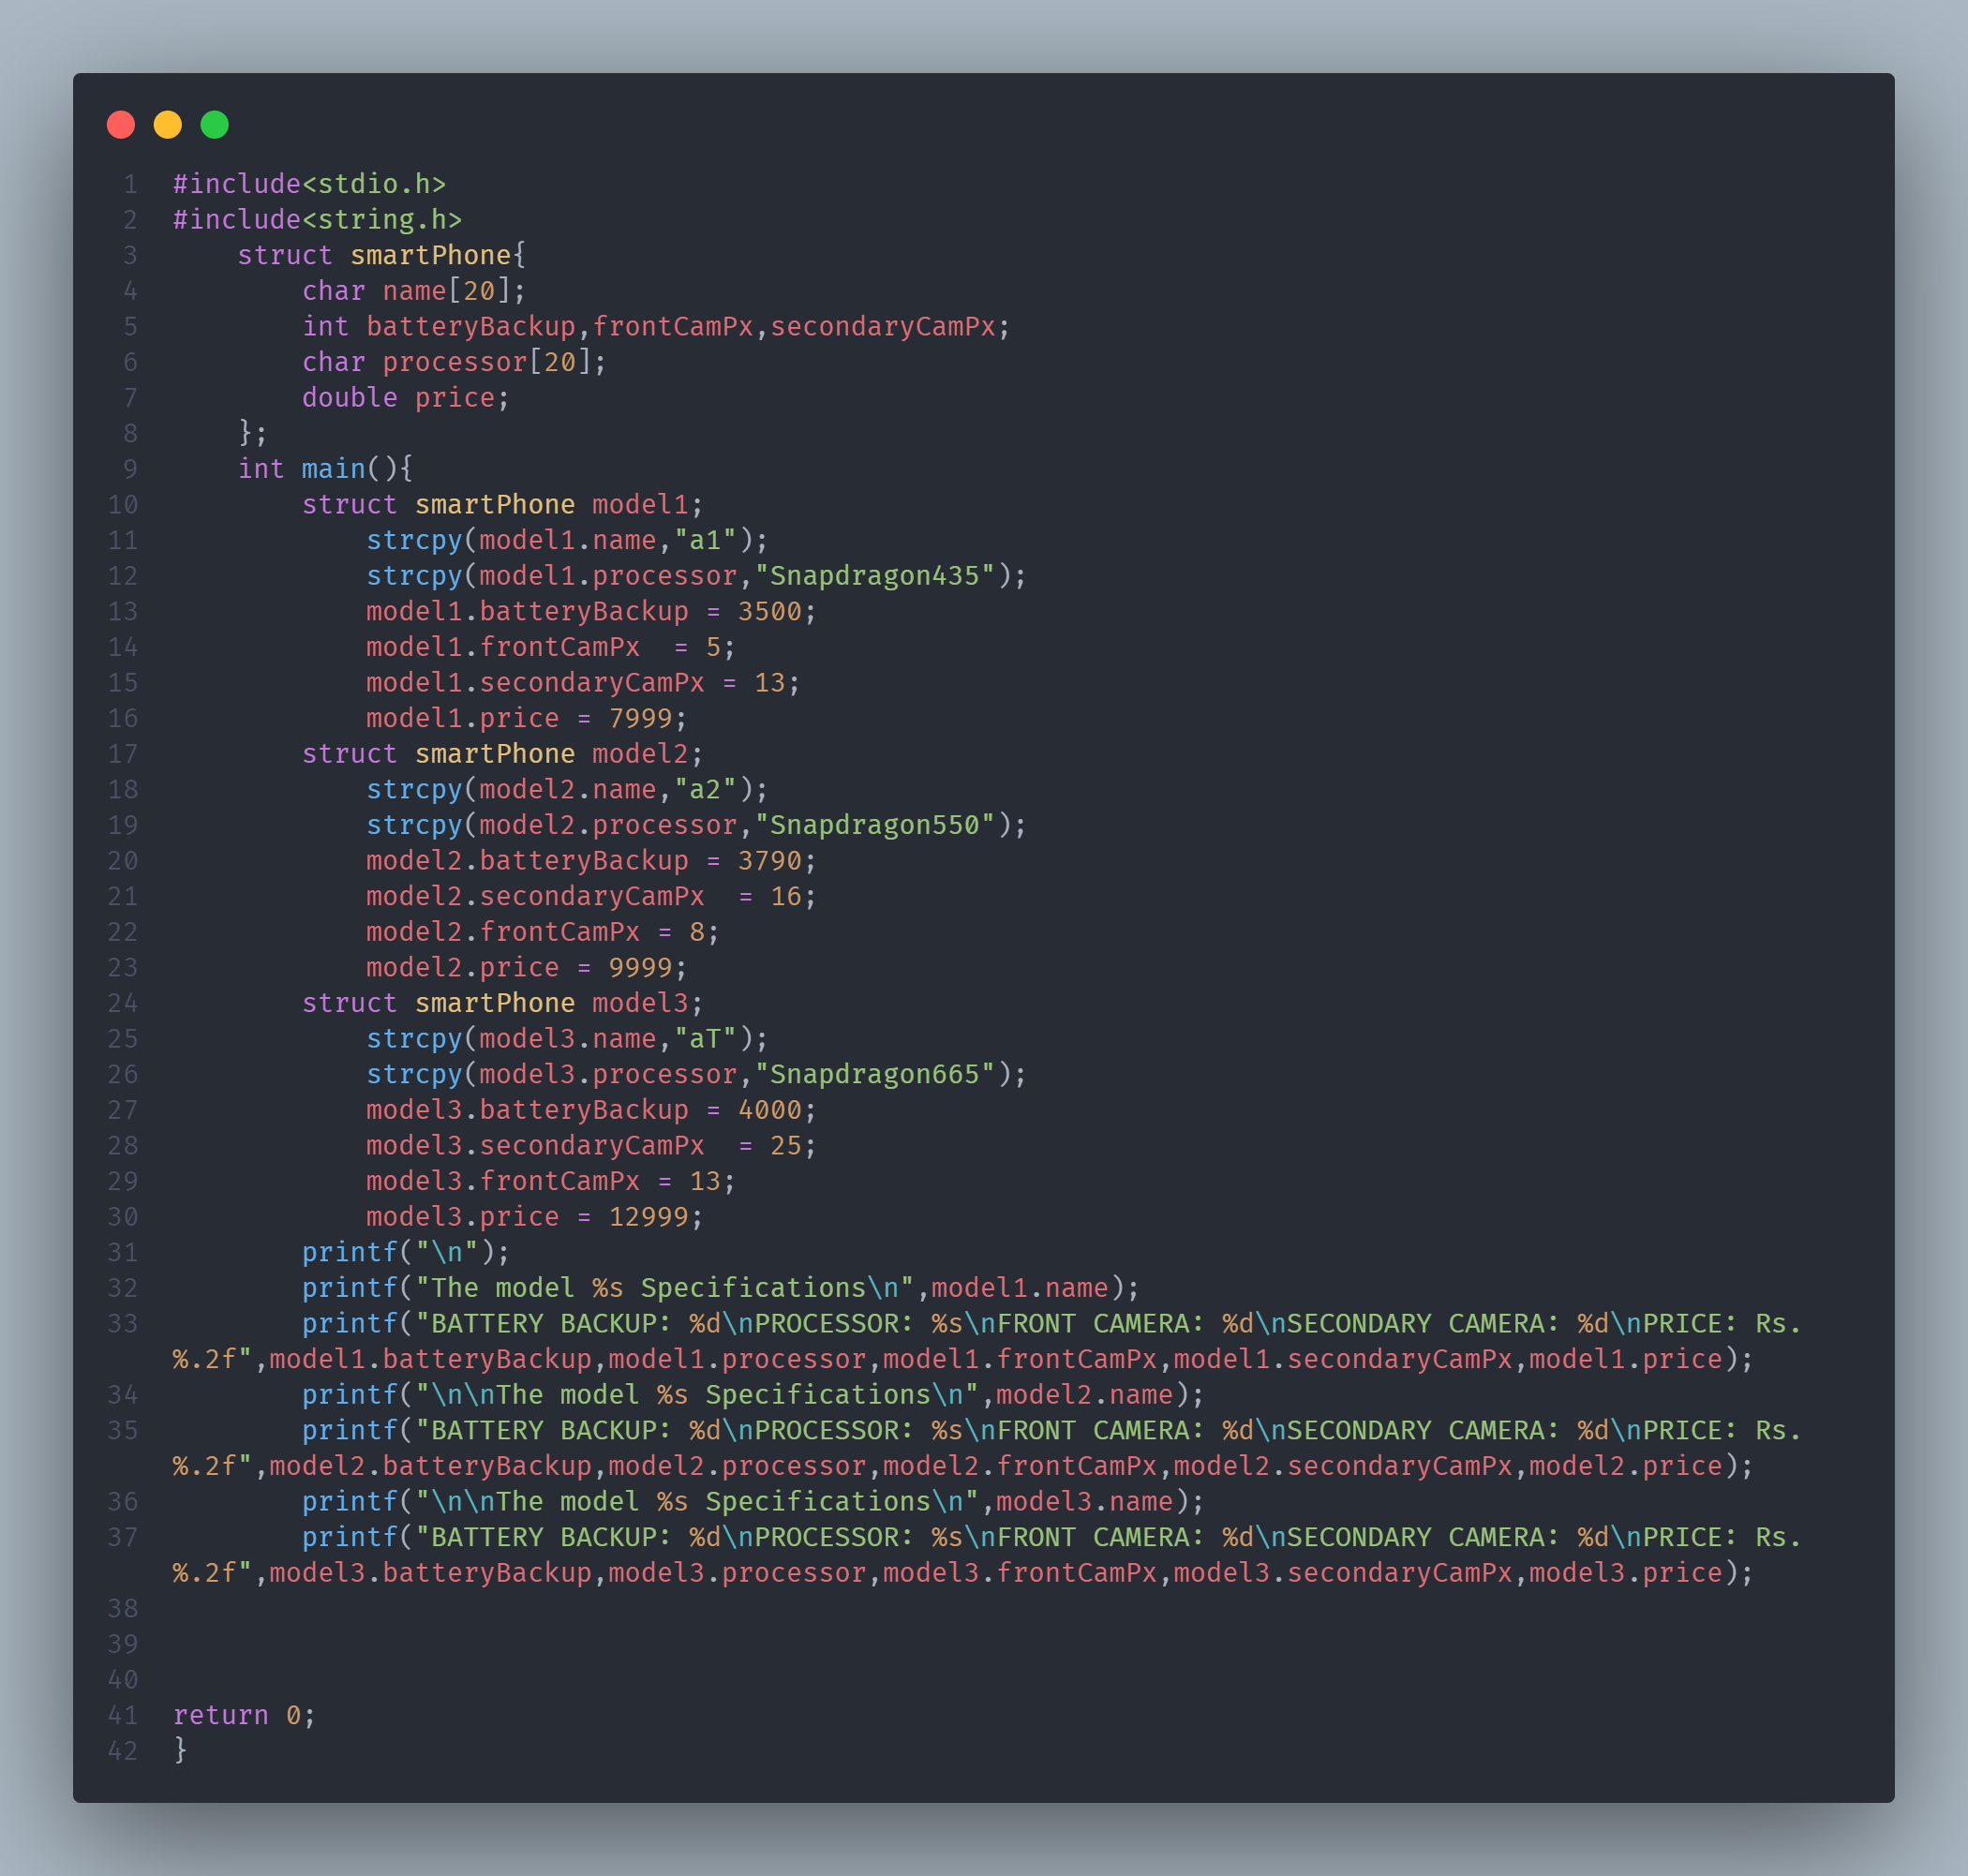 1 #include<stdio.h>
2 #include<string.h>
3     struct smartPhone{
4         char name[20];
5         int batteryBackup,frontCamPx,secondaryCamPx;
6         char processor[20];
7         double price;
8     };
9     int main(){
10         struct smartPhone model1;
11             strcpy(model1.name,"a1");
12             strcpy(model1.processor,"Snapdragon435");
13             model1.batteryBackup = 3500;
14             model1.frontCamPx  = 5;
15             model1.secondaryCamPx = 13;
16             model1.price = 7999;
17         struct smartPhone model2;
18             strcpy(model2.name,"a2");
19             strcpy(model2.processor,"Snapdragon550");
20             model2.batteryBackup = 3790;
21             model2.secondaryCamPx  = 16;
22             model2.frontCamPx = 8;
23             model2.price = 9999;
24         struct smartPhone model3;
25             strcpy(model3.name,"aT");
26             strcpy(model3.processor,"Snapdragon665");
27             model3.batteryBackup = 4000;
28             model3.secondaryCamPx  = 25;
29             model3.frontCamPx = 13;
30             model3.price = 12999;
31         printf("\n");
32         printf("The model %s Specifications\n",model1.name);
33         printf("BATTERY BACKUP: %d\nPROCESSOR: %s\nFRONT CAMERA: %d\nSECONDARY CAMERA: %d\nPRICE: Rs.
%.2f",model1.batteryBackup,model1.processor,model1.frontCamPx,model1.secondaryCamPx,model1.price);
34         printf("\n\nThe model %s Specifications\n",model2.name);
35         printf("BATTERY BACKUP: %d\nPROCESSOR: %s\nFRONT CAMERA: %d\nSECONDARY CAMERA: %d\nPRICE: Rs.
%.2f",model2.batteryBackup,model2.processor,model2.frontCamPx,model2.secondaryCamPx,model2.price);
36         printf("\n\nThe model %s Specifications\n",model3.name);
37         printf("BATTERY BACKUP: %d\nPROCESSOR: %s\nFRONT CAMERA: %d\nSECONDARY CAMERA: %d\nPRICE: Rs.
%.2f",model3.batteryBackup,model3.processor,model3.frontCamPx,model3.secondaryCamPx,model3.price);
38
39
40
41 return 0;
42 }